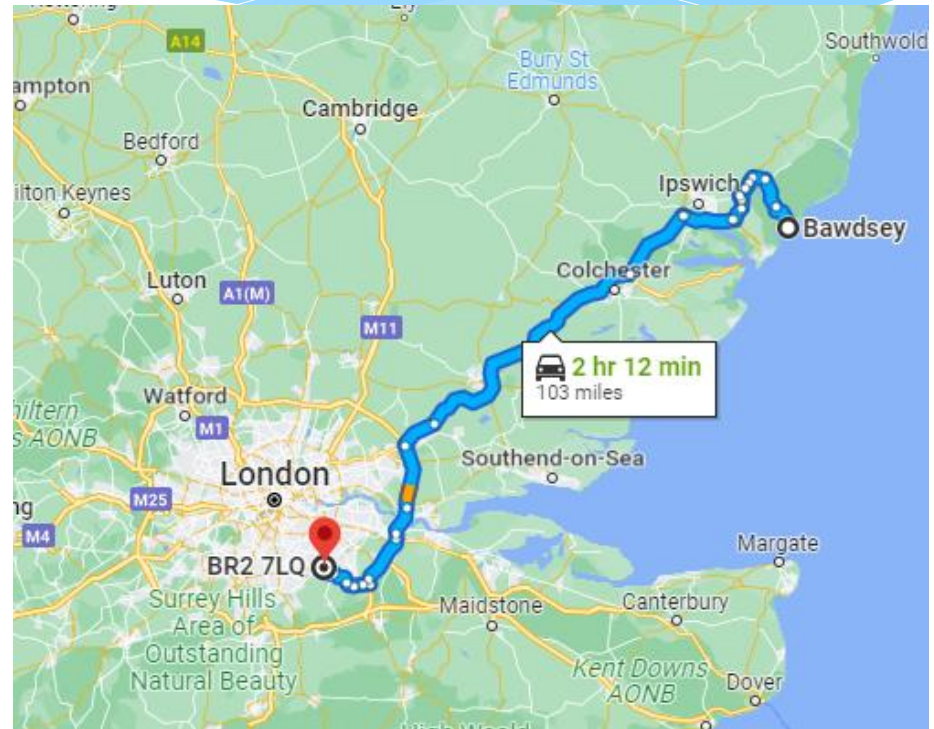 A14
Southwold
Bury St
Edmunds
ampton
Cambridge
Bedford
ilton Keynes
Ipswich
Bawdsey
Colchester
Luton
A1(M)
M11
2 hr 12 min
103 miles
Watford
hiltern
s AONB
M1
Southend-on-Sea
London
M25
ng
M4
BR2 7LQ
Margate
Surrey Hills
Area of
Outstanding
Natural Beauty
Maidstone
Canterbury
Kent Downs
AONB
Dover